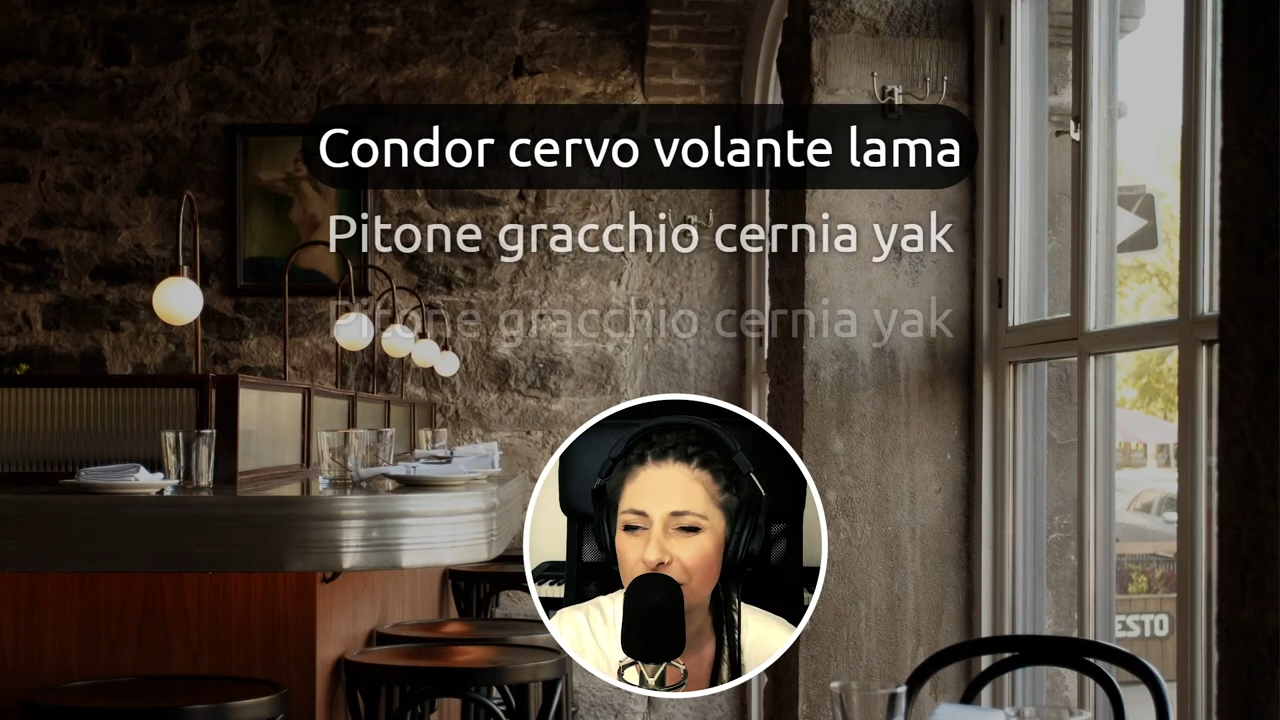 Condor cervo volante lama
Pitone gracchio cernia yak
Pitone gracchio cernia yak
ESTO